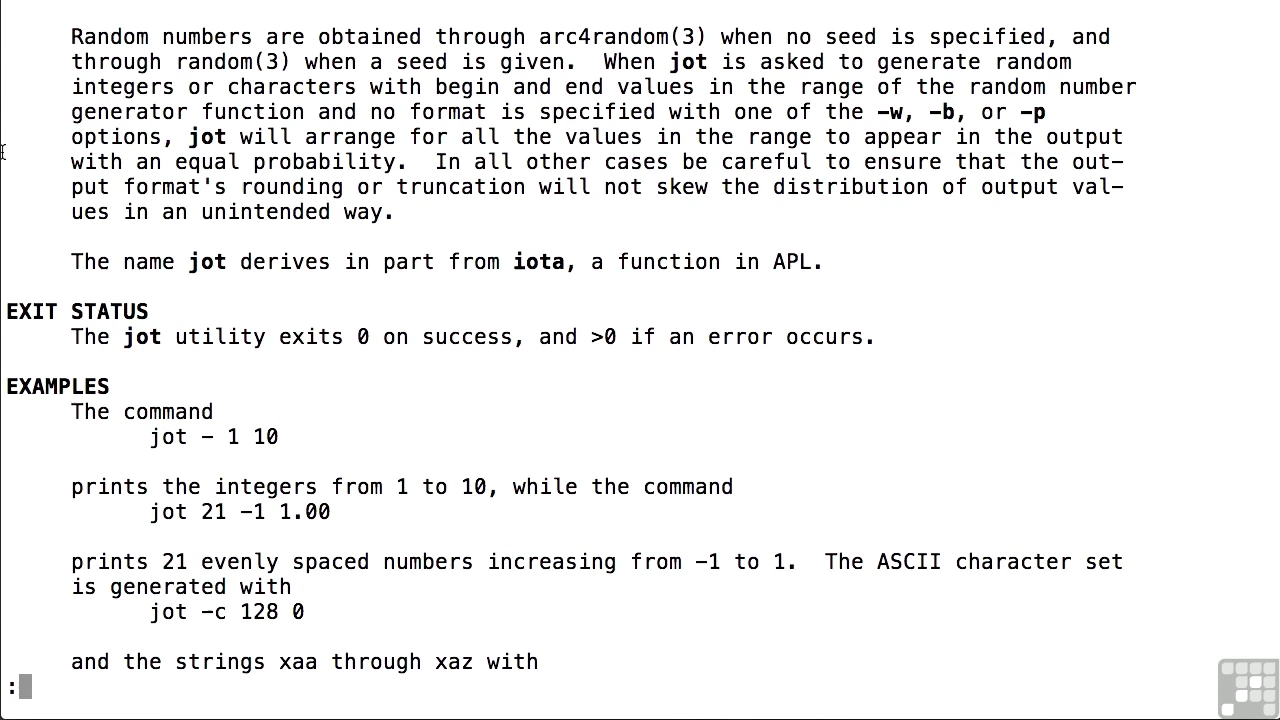 Random numbers are obtained through arc4random(3) when no seed is specified, and
through random(3) when a seed is given.  When jot is asked to generate random
integers or characters with begin and end values in the range of the random number
generator function and no format is specified with one of the -w, -b, or -p
options, jot will arrange for all the values in the range to appear in the output
with an equal probability.  In all other cases be careful to ensure that the out-
put format's rounding or truncation will not skew the distribution of output val-
ues in an unintended way.
The name jot derives in part from iota, a function in APL.
EXIT STATUS
The jot utility exits 0 on success, and >0 if an error occurs.
EXAMPLES
The command
jot - 1 10
prints the integers from 1 to 10, while the command
jot 21 -1 1.00
prints 21 evenly spaced numbers increasing from -1 to 1.  The ASCII character set
is generated with
jot -c 128 0
and the strings xaa through xaz with
: